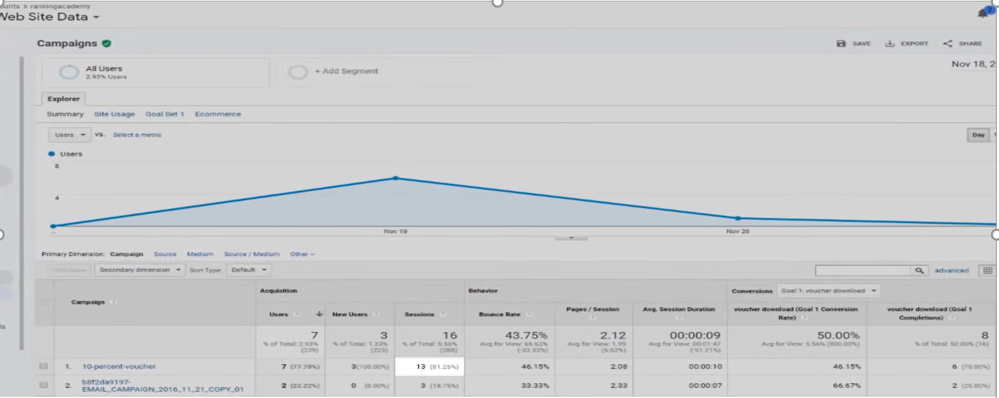 > rankingacademy
Web Site Data
2
Campaigns
SAVE EXPORT SHARE
All Users
2.93% Users
+ Add Segment
Nov 18, 2
Explorer
Summary Site Usage Goal Set 1 Ecommerce
Users VS. Select a metric
Day
Users
8
4
...
Nov 19 Nov 20
Primary Dimension: Campaign Source Medium Source / Medium Other
Secondary dimension Sort Type: Default
advanced
Acquisition Behavior Conversions Goal 1: voucher download
Campaign ?
Users ? New Users ? Sessions ? Bounce Rate ? Pages / Session ? Avg. Session Duration ? voucher download (Goal 1 Conversion Rate) ? voucher download (Goal 1 Completions) ?
7 3 16 43.75% 2.12 00:00:09 50.00% 8
% of Total: 2.93% (239) % of Total: 1.33% (225) % of Total: 5.56% (288) Avg for View: 65.62% (-33.33%) Avg for View: 1.99 (6.62%) Avg for View: 00:01:47 (-91.21%) Avg for View: 5.56% (800.00%) % of Total: 50.00% (16)
1. 10-percent-voucher 7 (77.78%) 3(100.00%) 13 (81.25%) 46.15% 2.08 00:00:10 46.15% 6 (75.00%)
2. b8f2da9197-EMAIL_CAMPAIGN_2016_11_21_COPY_01 2 (22.22%) 0 (0.00%) 3 (18.75%) 33.33% 2.33 00:00:07 66.67% 2 (25.00%)